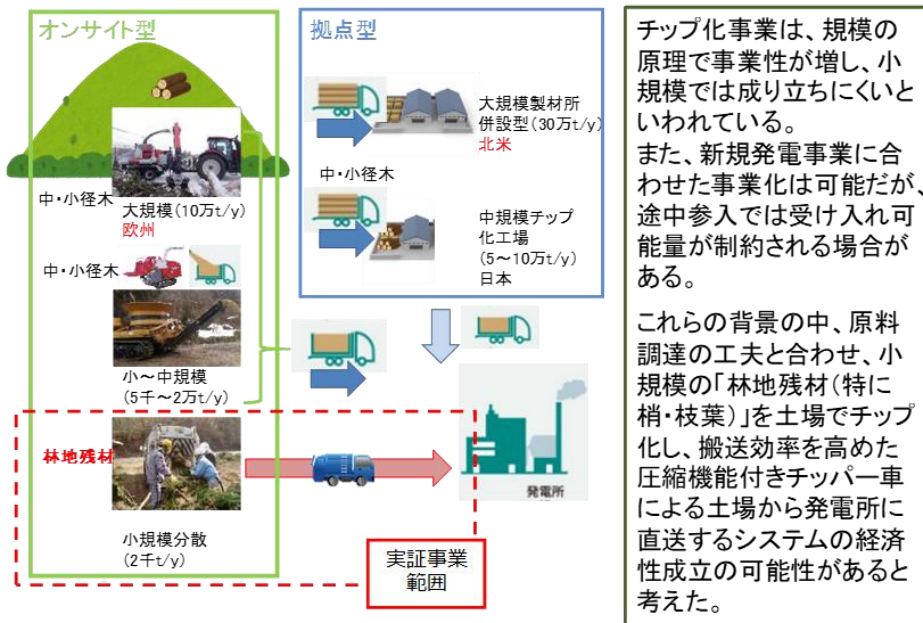 オンサイト型
中・小径木
大規模(10万t/y)
欧州
中・小径木
小～中規模
(5千～2万t/y)
林地残材
小規模分散
(2千t/y)
拠点型
大規模製材所
併設型(30万t/y)
北米
中・小径木
中規模チップ
化工場
(5～10万t/y)
日本
発電所
実証事業
範囲
チップ化事業は、規模の
原理で事業性が増し、小
規模では成り立ちにくいと
いわれている。
また、新規発電事業に合
わせた事業化は可能だが、
途中参入では受け入れ可
能量が制約される場合が
ある。
これらの背景の中、原料
調達の工夫と合わせ、小
規模の「林地残材(特に
梢・枝葉)」を土場でチップ
化し、搬送効率を高めた
圧縮機能付きチッパー車
による土場から発電所に
直送するシステムの経済
性成立の可能性があると
考えた。